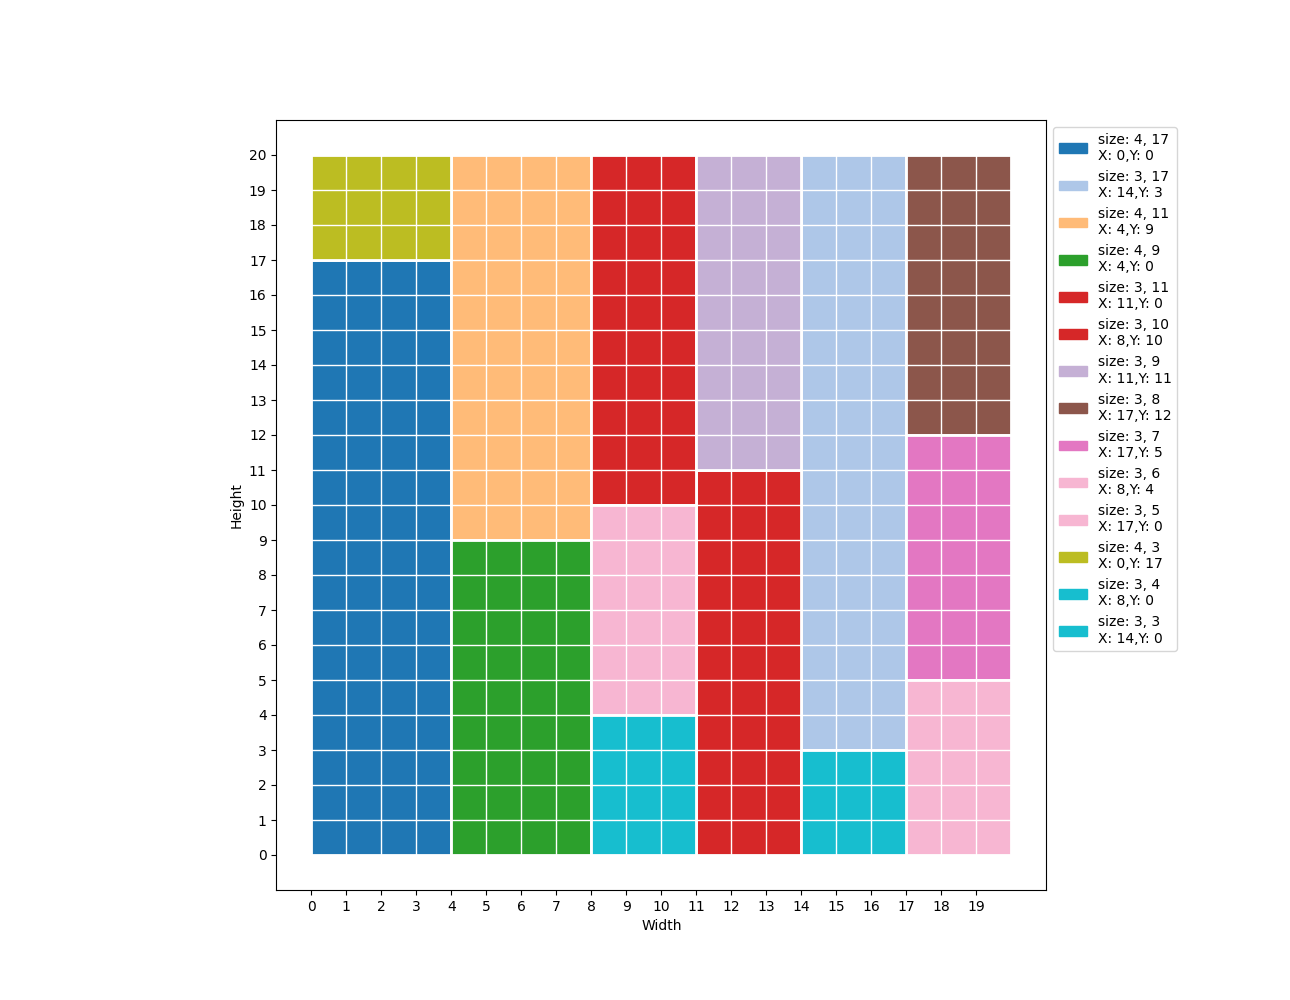 20
19
18
17
16
15
14
13
12
11
10
9
8
7
6
5
4
3
2
1
0
Height
0 1 2 3 4 5 6 7 8 9 10 11 12 13 14 15 16 17 18 19
Width
size: 4, 17
X: 0,Y: 0
size: 3, 17
X: 14,Y: 3
size: 4, 11
X: 4,Y: 9
size: 4, 9
X: 4,Y: 0
size: 3, 11
X: 11,Y: 0
size: 3, 10
X: 8,Y: 10
size: 3, 9
X: 11,Y: 11
size: 3, 8
X: 17,Y: 12
size: 3, 7
X: 17,Y: 5
size: 3, 6
X: 8,Y: 4
size: 3, 5
X: 17,Y: 0
size: 4, 3
X: 0,Y: 17
size: 3, 4
X: 8,Y: 0
size: 3, 3
X: 14,Y: 0